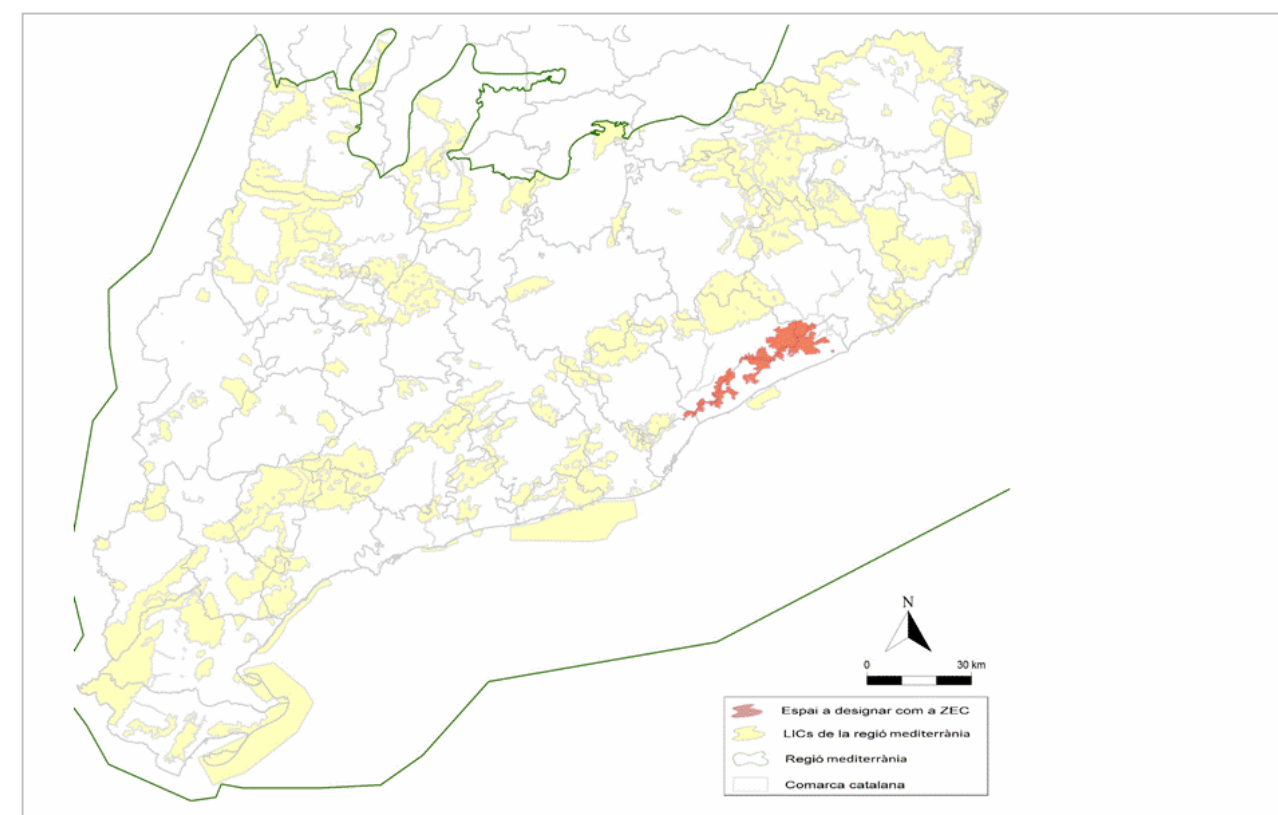 N
0 30 km
Espai a designar com a ZEC
LICs de la regió mediterrània
Regió mediterrània
Comarca catalana